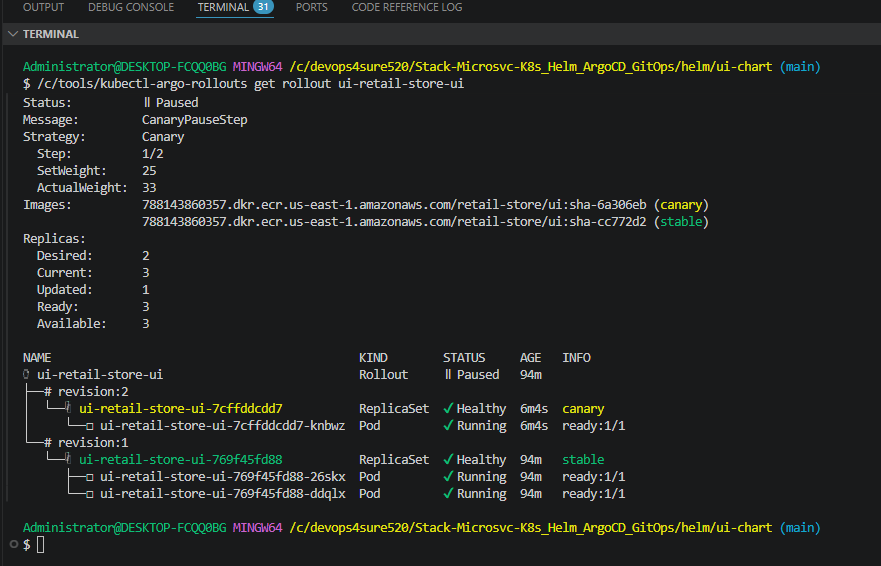 OUTPUT DEBUG CONSOLE TERMINAL 31 PORTS CODE REFERENCE LOG
TERMINAL
Administrator@DESKTOP-FCQQ0BG MINGW64 /c/devops4sure520/Stack-Microsvc-K8s_Helm_ArgoCD_GitOps/helm/ui-chart (main)
$ /c/tools/kubectl-argo-rollouts get rollout ui-retail-store-ui
Status: ॥ Paused
Message: CanaryPauseStep
Strategy: Canary
Step: 1/2
SetWeight: 25
ActualWeight: 33
Images: 788143860357.dkr.ecr.us-east-1.amazonaws.com/retail-store/ui:sha-6a306eb (canary)
788143860357.dkr.ecr.us-east-1.amazonaws.com/retail-store/ui:sha-cc772d2 (stable)
Replicas:
Desired: 2
Current: 3
Updated: 1
Ready: 3
Available: 3
NAME KIND STATUS AGE INFO
⟳ ui-retail-store-ui Rollout ॥ Paused 94m
├──# revision:2
│ └──⧉ ui-retail-store-ui-7cffddcdd7 ReplicaSet ✔ Healthy 6m4s canary
│ └──□ ui-retail-store-ui-7cffddcdd7-knbwz Pod ✔ Running 6m4s ready:1/1
└──# revision:1
└──⧉ ui-retail-store-ui-769f45fd88 ReplicaSet ✔ Healthy 94m stable
├──□ ui-retail-store-ui-769f45fd88-26skx Pod ✔ Running 94m ready:1/1
└──□ ui-retail-store-ui-769f45fd88-ddqlx Pod ✔ Running 94m ready:1/1
Administrator@DESKTOP-FCQQ0BG MINGW64 /c/devops4sure520/Stack-Microsvc-K8s_Helm_ArgoCD_GitOps/helm/ui-chart (main)
$